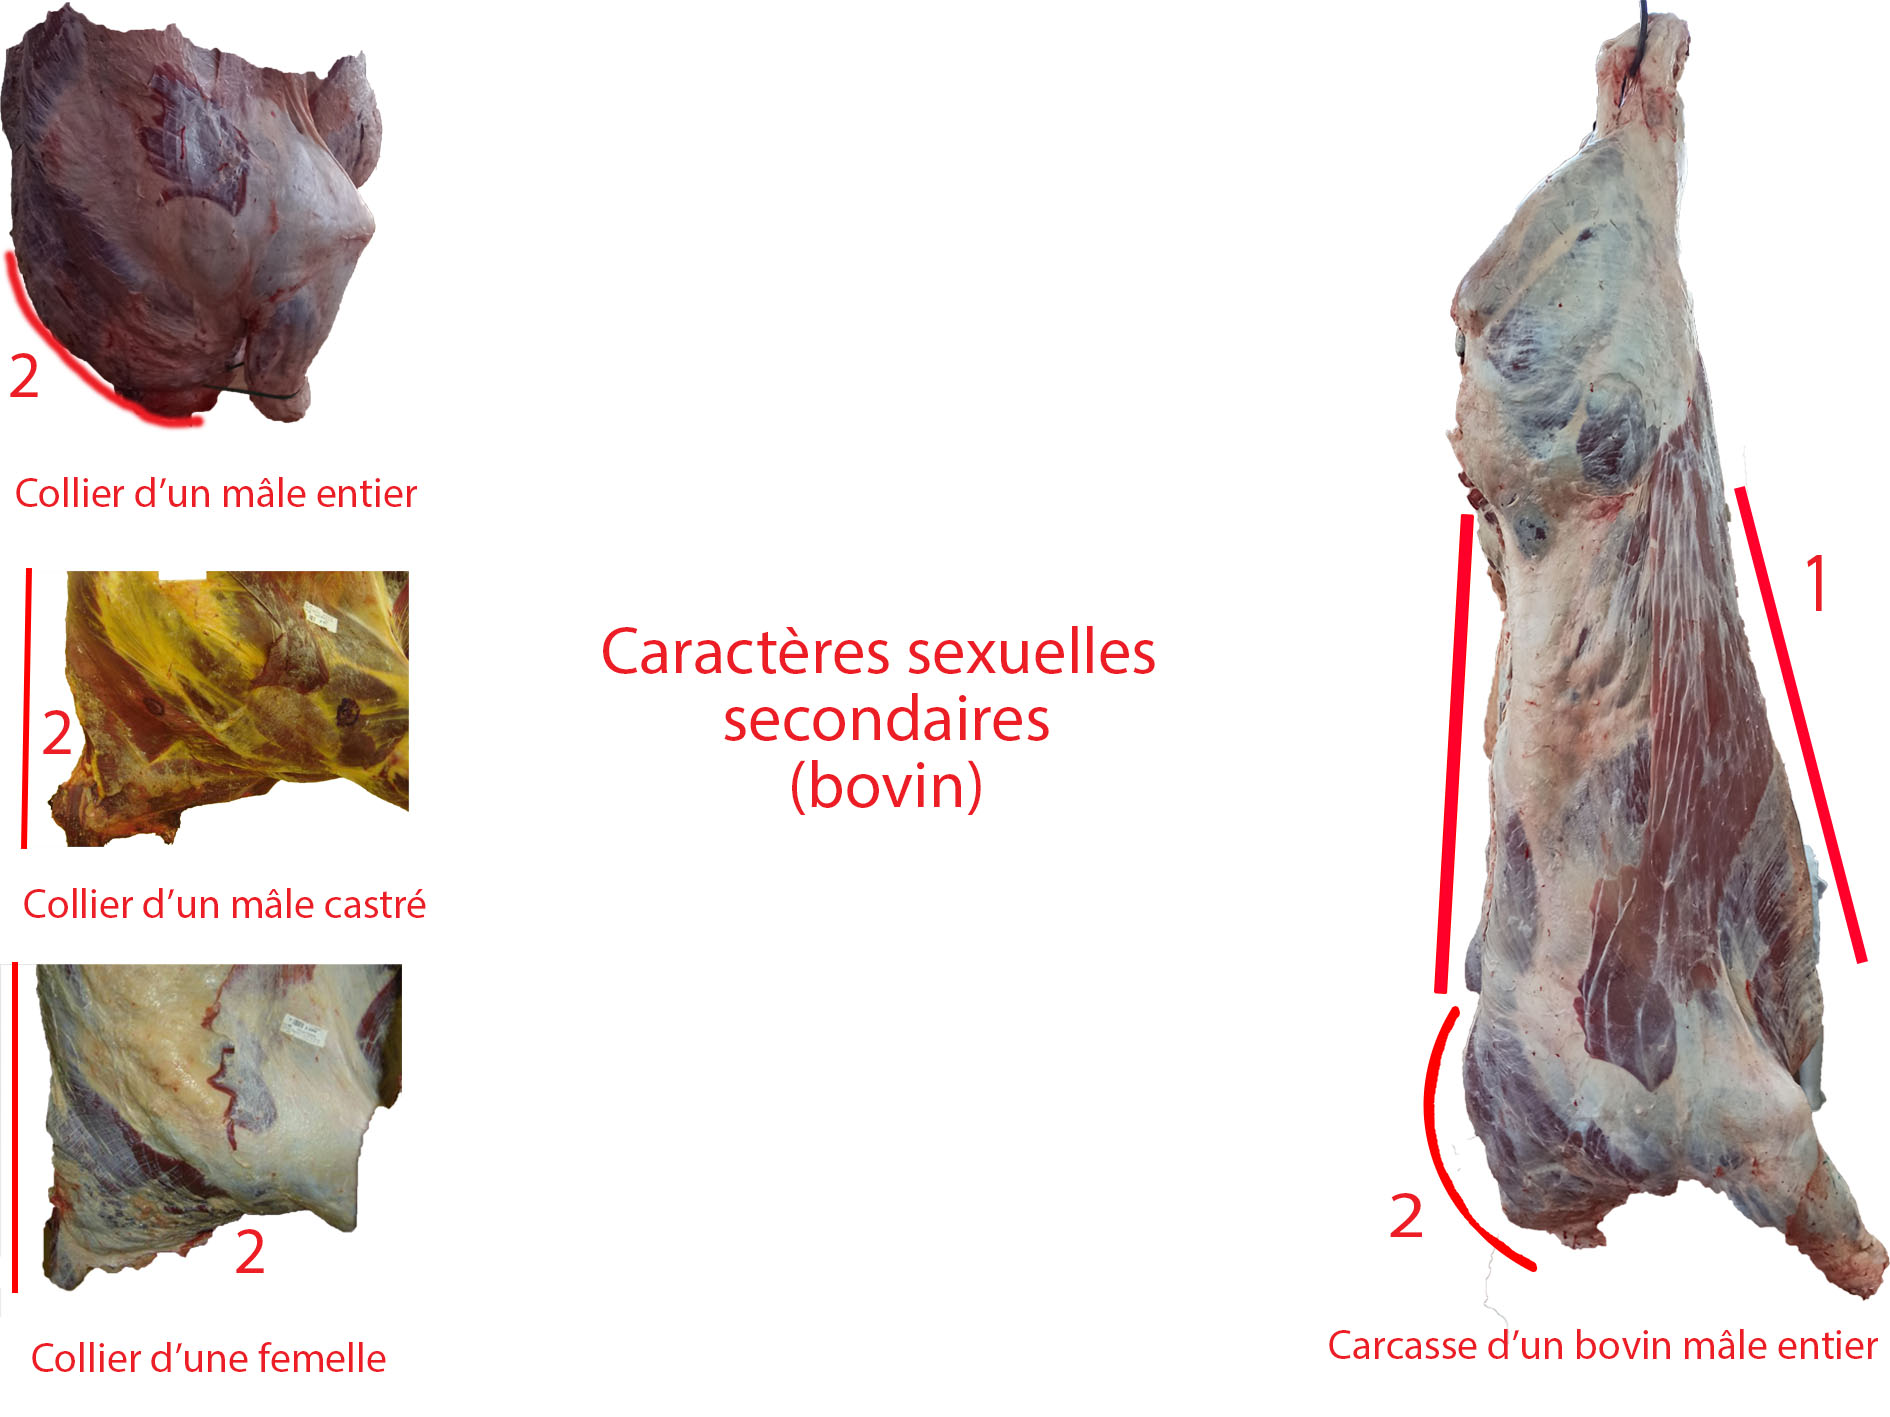 2
Collier d'un mâle entier
2
Collier d'un mâle castré
2
Collier d'une femelle
Caractères sexuelles
secondaires
(bovin)
1
2
Carcasse d'un bovin mâle entier